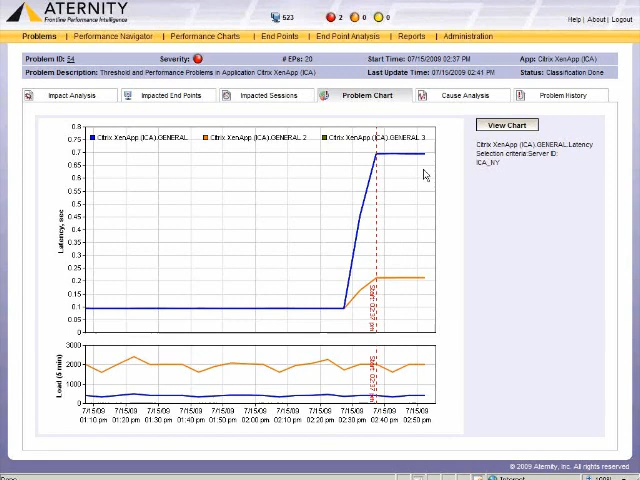 ATERNITY
Frontline Performance Intelligence
523
2
0
0
Help | About | Logout
Problems | Performance Navigator | Performance Charts | End Points | End Point Analysis | Reports | Administration
Problem ID: 54 Severity: # EPs: 20 Start Time: 07/15/2009 02:37 PM App: Citrix XenApp (ICA)
Problem Description: Threshold and Performance Problems in Application Citrix XenApp (ICA) Last Update Time: 07/15/2009 02:41 PM Status: Classification Done
Impact Analysis Impacted End Points Impacted Sessions Problem Chart Cause Analysis Problem History
Citrix XenApp (ICA).GENERAL Citrix XenApp (ICA).GENERAL 2 Citrix XenApp (ICA).GENERAL 3
Latency, sec
0.8
0.7
0.65
0.6
0.55
0.5
0.45
0.4
0.35
0.3
0.25
0.2
0.15
0.1
0.05
0
Start: 02:37 pm
View Chart
Citrix XenApp (ICA).GENERAL.Latency
Selection criteria:Server ID:
ICA_NY
Load (5 min)
3000
2000
1000
0
Start: 02:37 pm
7/15/09 7/15/09 7/15/09 7/15/09 7/15/09 7/15/09 7/15/09 7/15/09 7/15/09 7/15/09 7/15/09
01:10 pm 01:20 pm 01:30 pm 01:40 pm 01:50 pm 02:00 pm 02:10 pm 02:20 pm 02:30 pm 02:40 pm 02:50 pm
© 2009 Aternity, Inc. All rights reserved.
Done Internet 100%